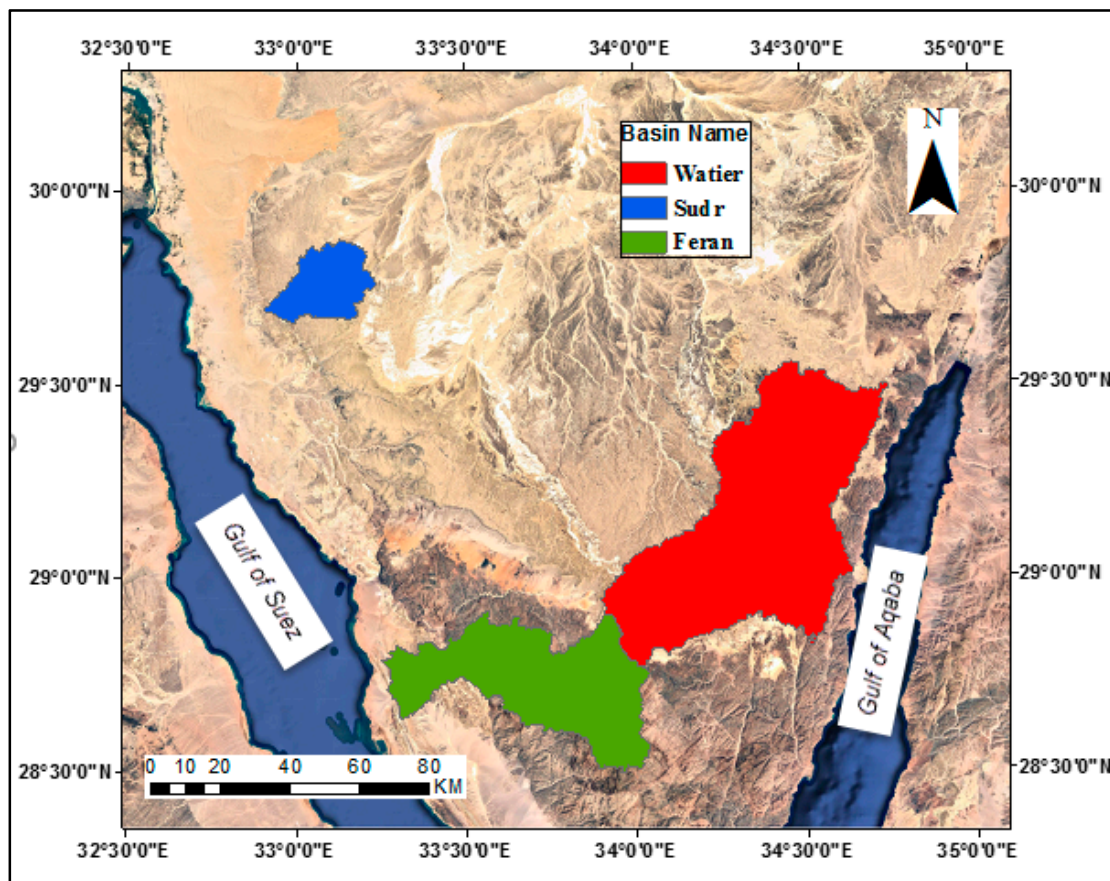 32°30'0"E 33°0'0"E 33°30'0"E 34°0'0"E 34°30'0"E 35°0'0"E
N
Basin Name
Watier
Sudr
Feran
30°0'0"N 30°0'0"N
29°30'0"N 29°30'0"N
Gulf of Suez
Gulf of Aqaba
29°0'0"N 29°0'0"N
28°30'0"N 28°30'0"N
0 10 20 40 60 80
KM
32°30'0"E 33°0'0"E 33°30'0"E 34°0'0"E 34°30'0"E 35°0'0"E